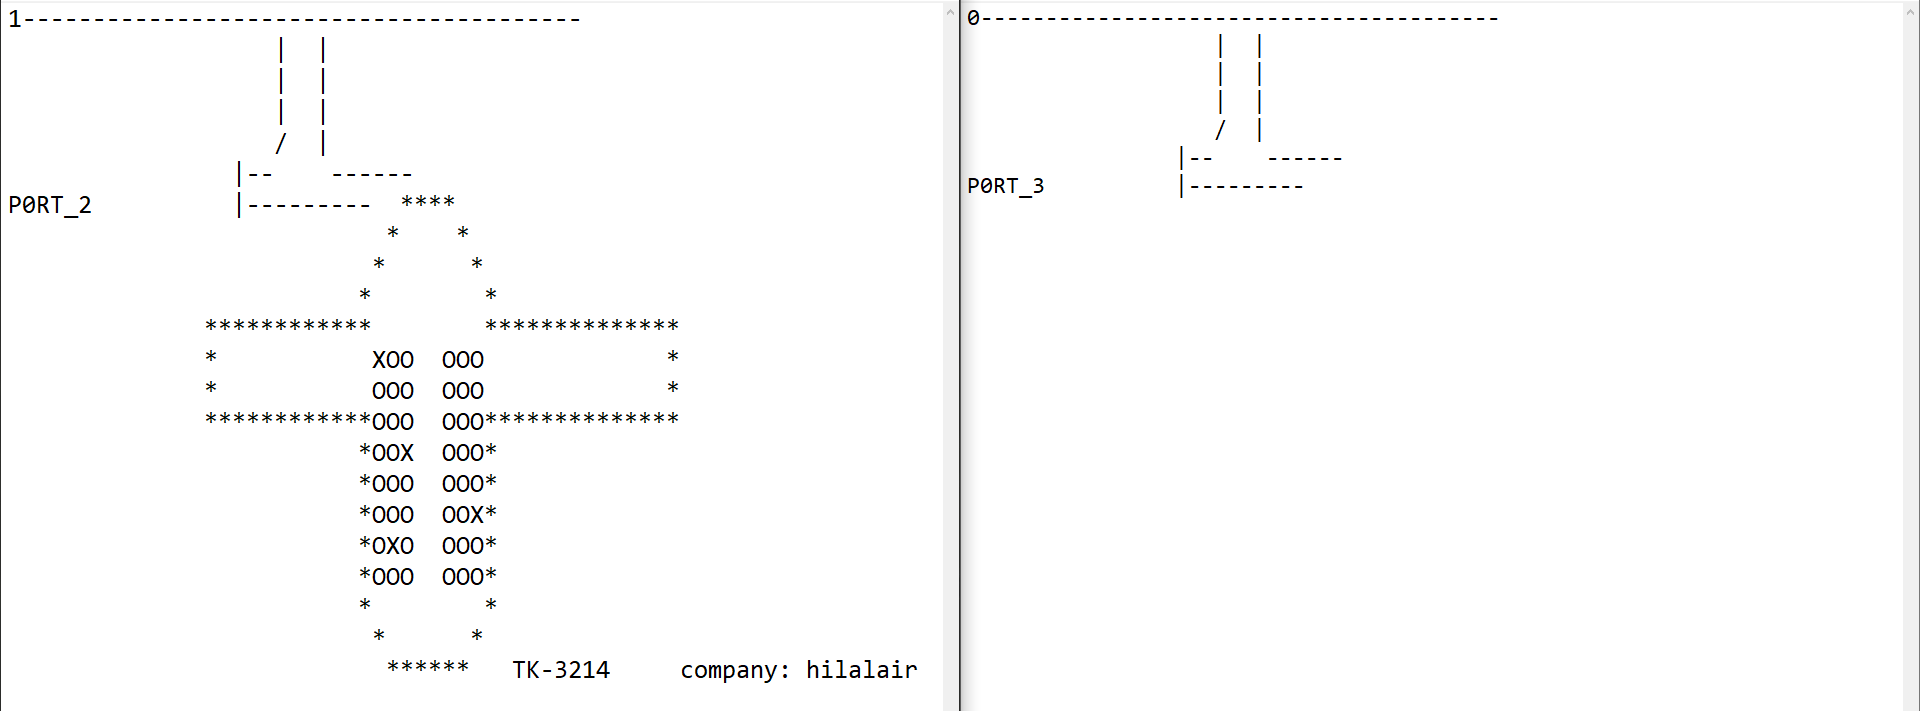 1----------------------------------------
                    |  |
                    |  |
                    |  |
                    /  |
                 |--    ------
P0RT_2           |---------  ****
                            *    *
                           *      *
                          *        *
               ************        **************
               *           XOO  OOO             *
               *           OOO  OOO             *
               ************OOO  OOO**************
                          *OOX  OOO*
                          *OOO  OOO*
                          *OOO  OOX*
                          *OXO  OOO*
                          *OOO  OOO*
                          *        *
                           *      *
                            ******   TK-3214     company: hilalair
0----------------------------------------
                    |  |
                    |  |
                    |  |
                    /  |
                 |--    ------
P0RT_3           |---------